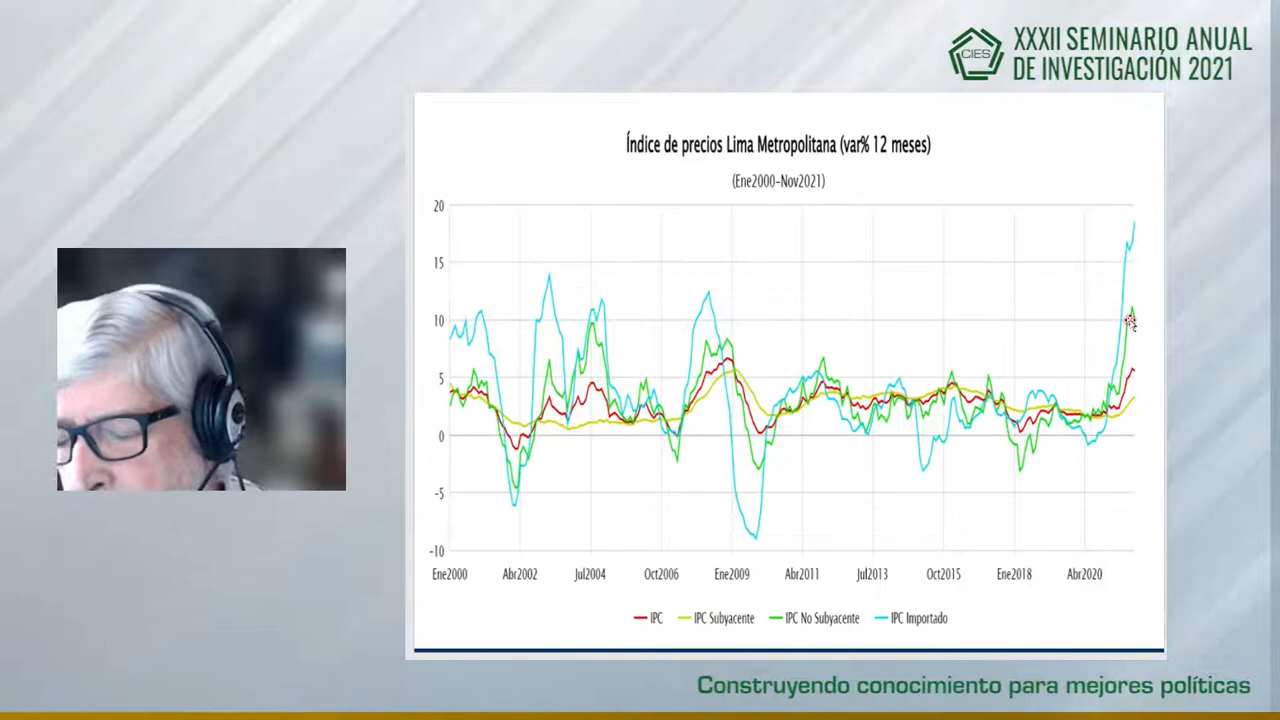 CIES
XXXII SEMINARIO ANUAL
DE INVESTIGACIÓN 2021
Índice de precios Lima Metropolitana (var% 12 meses)
(Ene2000-Nov2021)
20
15
10
5
0
-5
-10
Ene2000 Abr2002 Jul2004 Oct2006 Ene2009 Abr2011 Jul2013 Oct2015 Ene2018 Abr2020
IPC IPC Subyacente IPC No Subyacente IPC Importado
Construyendo conocimiento para mejores políticas